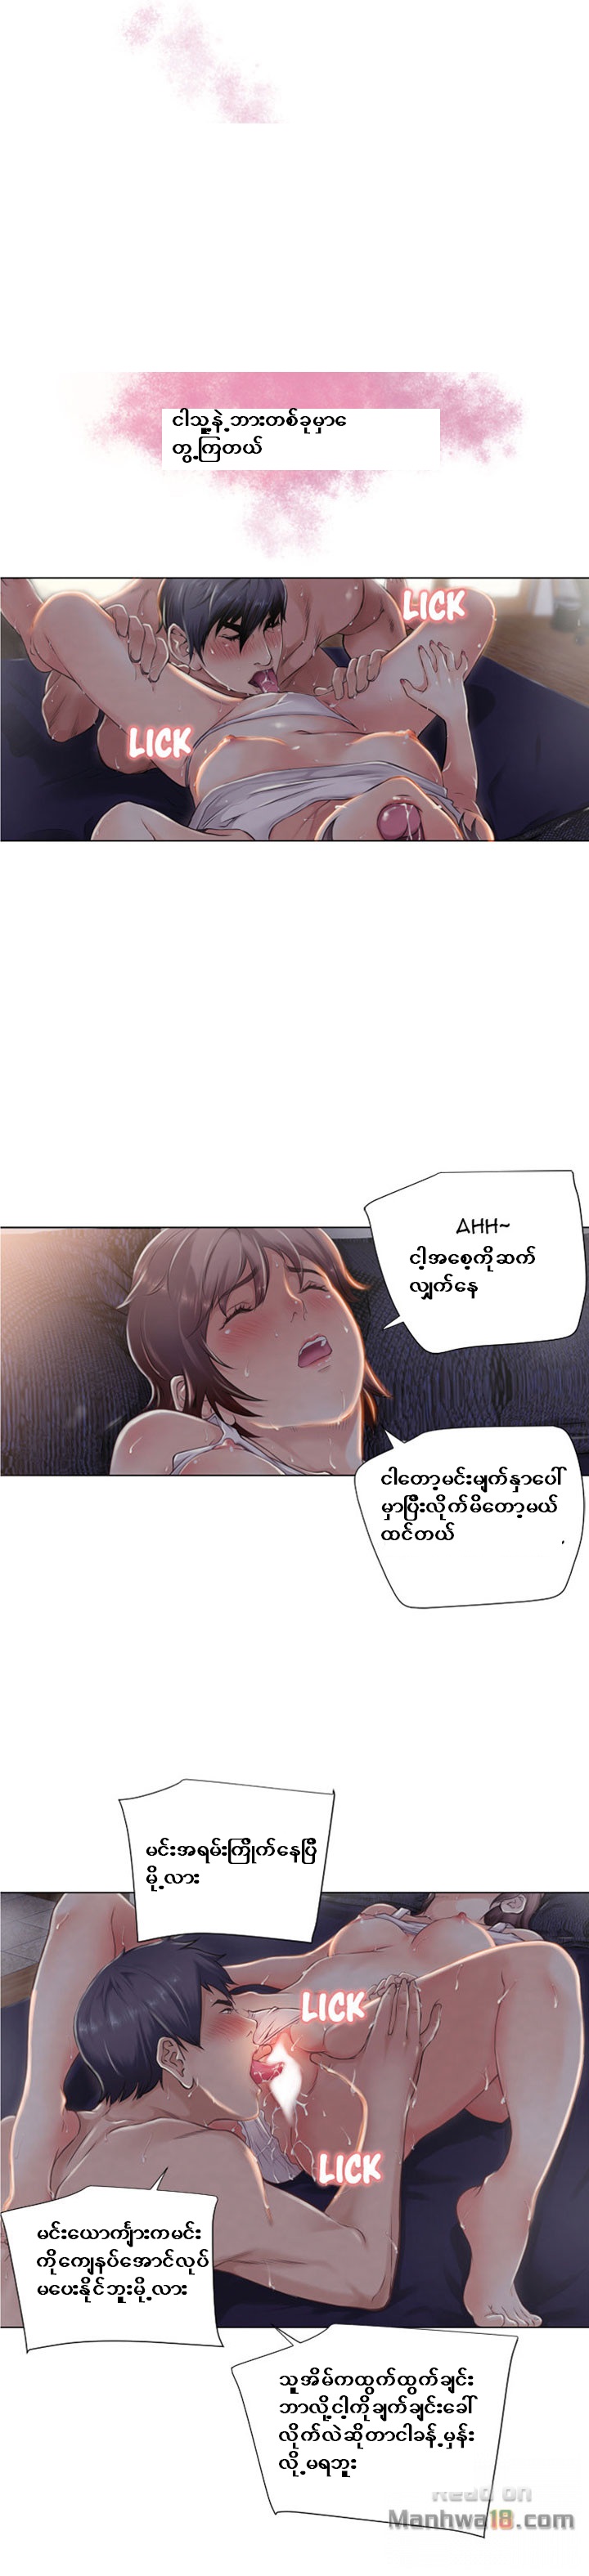 ငါသူ့နဲ့ဘားတစ်ခုမှာေ
တွ့ကြတယ်
LICK
LICK
AHH~
ငါ့အစေ့ကိုဆက်
လျှက်နေ
ငါတော့မင်းမျက်နှာပေါ်
မှာပြီးလိုက်မိတော့မယ်
ထင်တယ်
မင်းအရမ်းကြိုက်နေပြီ
မို့လား
LICK
LICK
မင်းယောက်ျားကမင်း
ကိုကျေနပ်အောင်လုပ်
မပေးနိုင်ဘူးမို့လား
သူအိမ်ကထွက်ထွက်ချင်း
ဘာလို့ငါ့ကိုချက်ချင်းခေါ်
လိုက်လဲဆိုတာငါခန့်မှန်း
လို့မရဘူး
Read on
Manhwa18.com